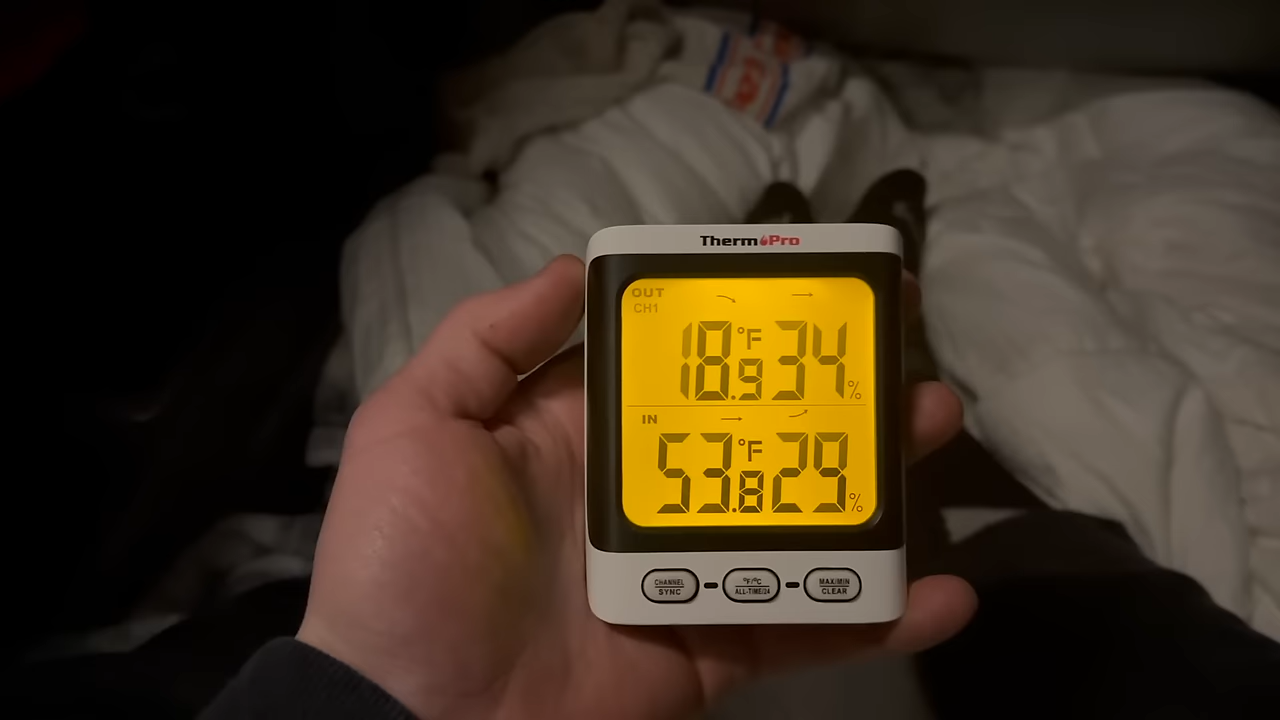 ThermoPro
OUT
CH1
18.9 °F 34 %
IN
53.8 °F 29 %
CHANNEL
SYNC
°F/°C
ALL-TIME/24
MAX/MIN
CLEAR